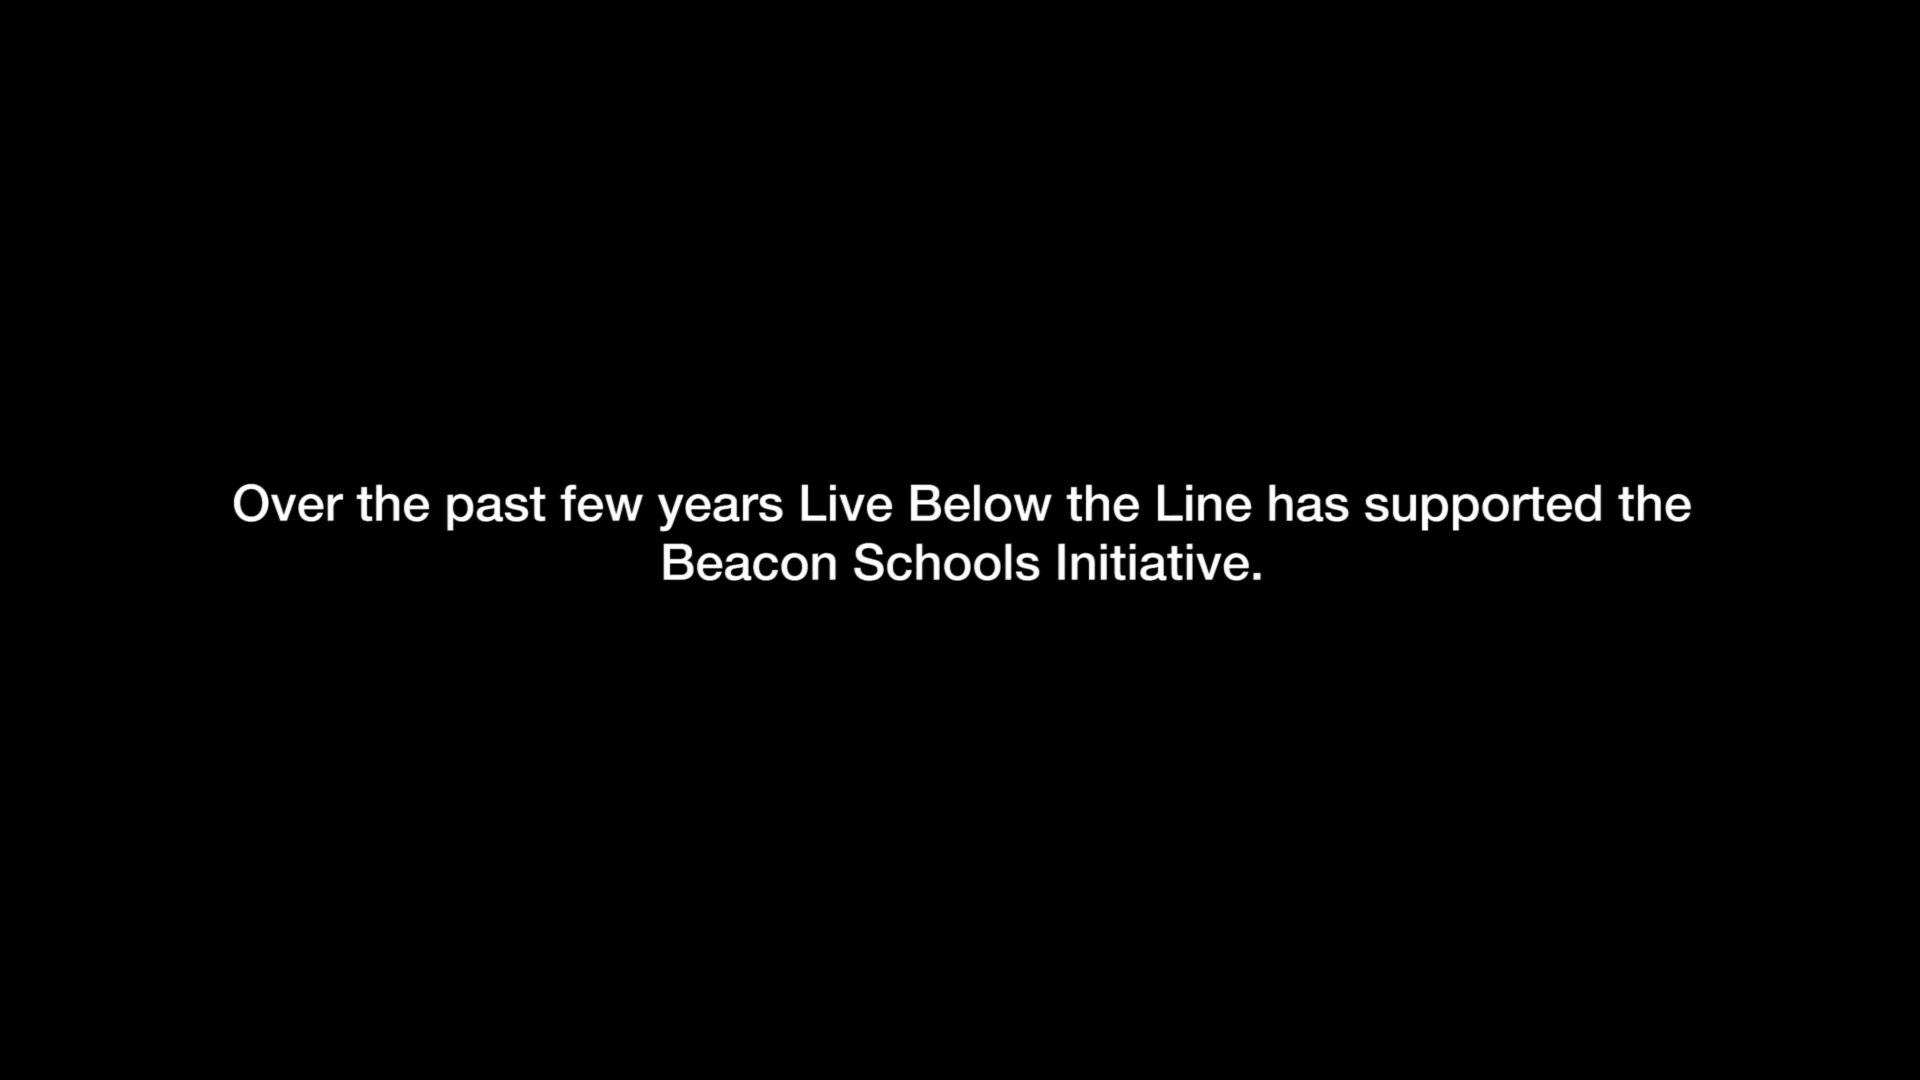 Over the past few years Live Below the Line has supported the
Beacon Schools Initiative.